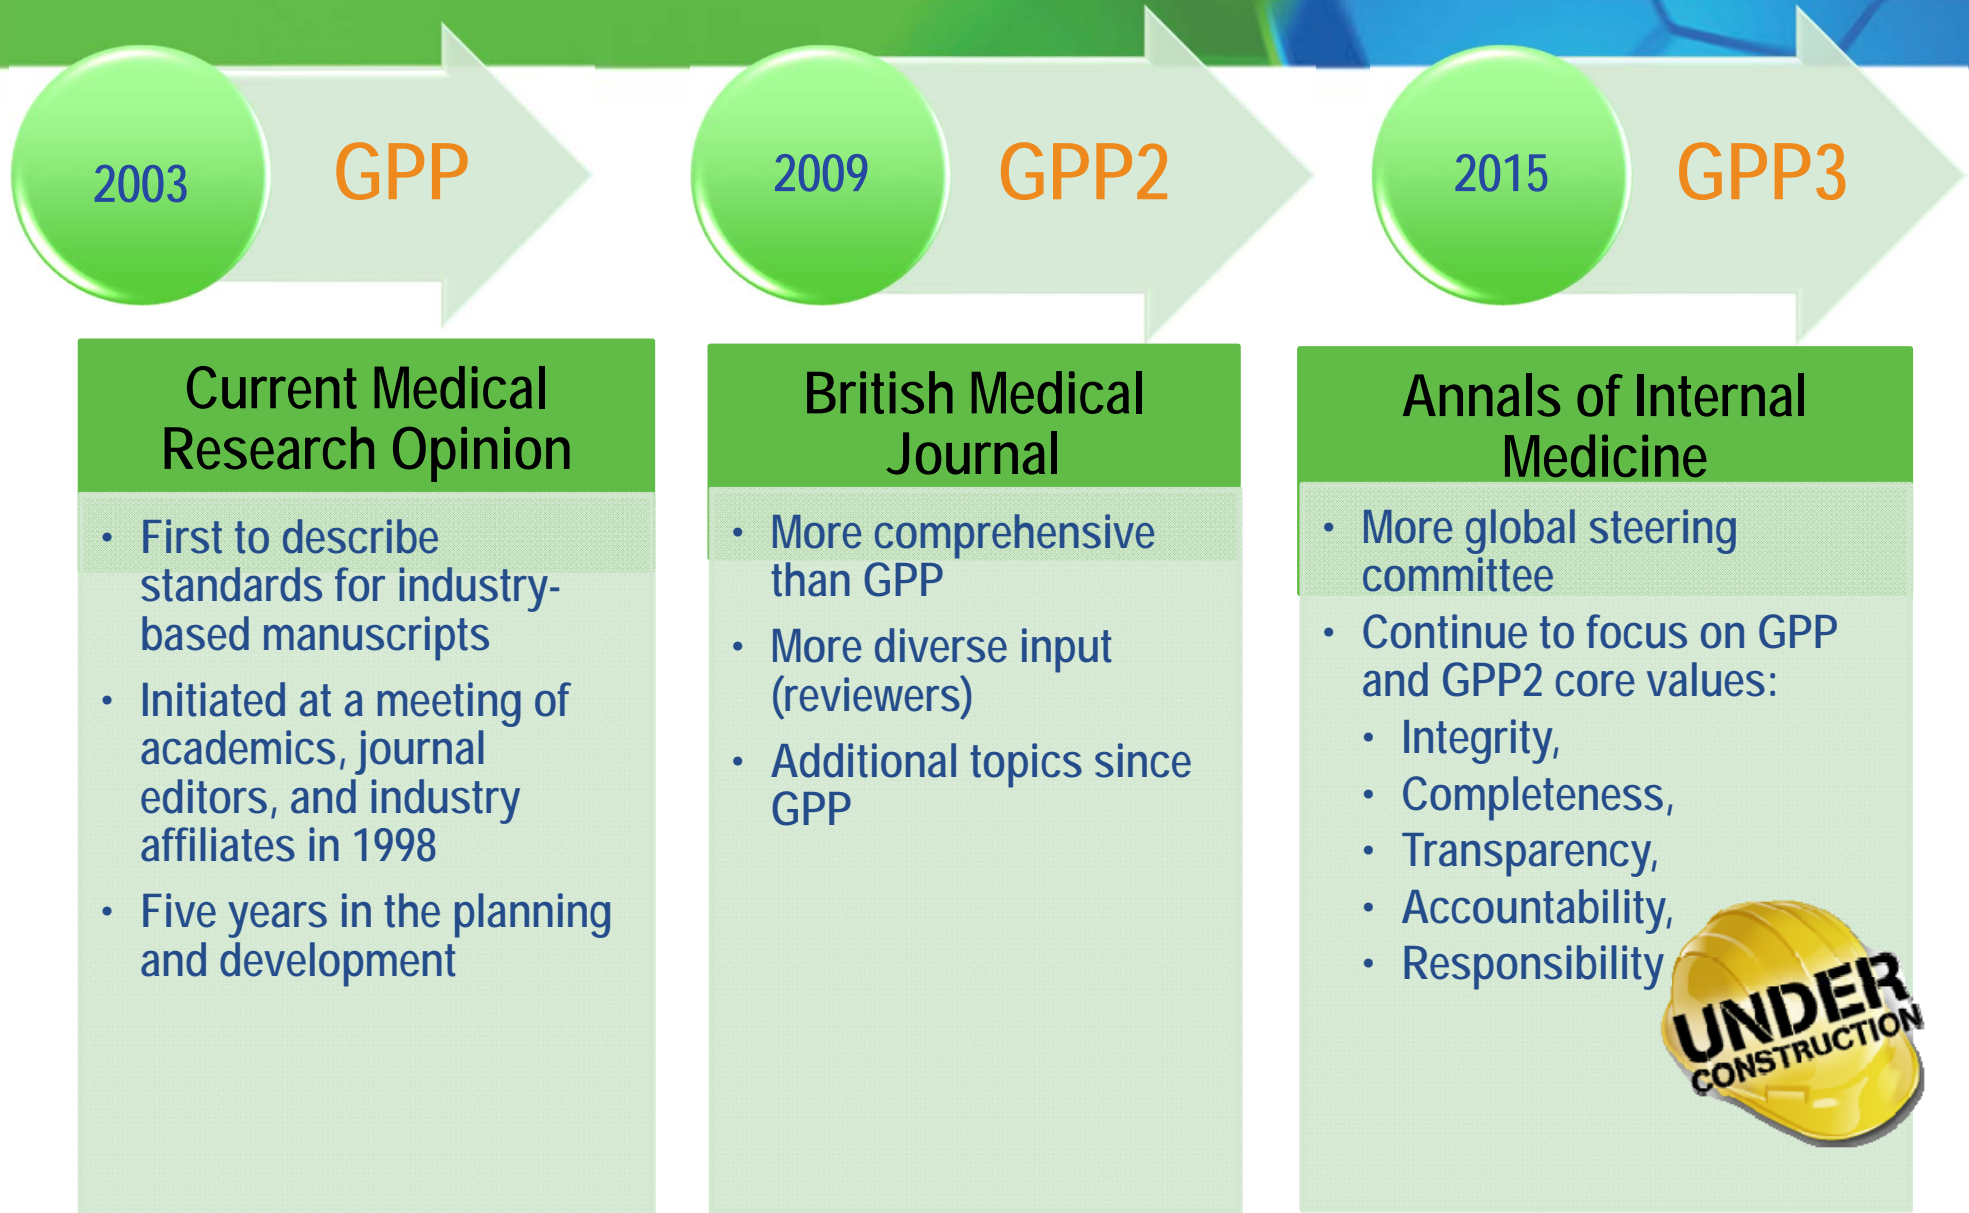 2003
GPP
2009
GPP2
2015
GPP3
Current Medical
Research Opinion
• First to describe
standards for industry-
based manuscripts
• Initiated at a meeting of
academics, journal
editors, and industry
affiliates in 1998
• Five years in the planning
and development
British Medical
Journal
• More comprehensive
than GPP
• More diverse input
(reviewers)
• Additional topics since
GPP
Annals of Internal
Medicine
• More global steering
committee
• Continue to focus on GPP
and GPP2 core values:
• Integrity,
• Completeness,
• Transparency,
• Accountability,
• Responsibility
UNDER
CONSTRUCTION